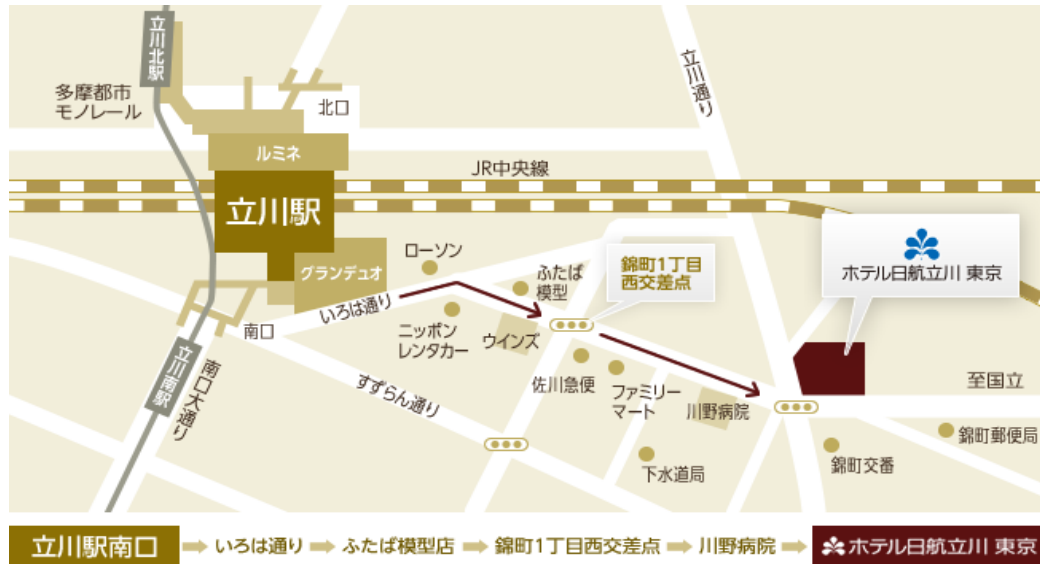 立川北駅
多摩都市
モノレール
北口
立川通り
ルミネ
JR中央線
立川駅
ホテル日航立川 東京
グランデュオ
ローソン
錦町1丁目
西交差点
ふたば
模型
いろは通り
南口
ニッポン
レンタカー
ウインズ
立川南駅
南口大通り
すずらん通り
佐川急便
ファミリー
マート
川野病院
至国立
下水道局
錦町交番
錦町郵便局
立川駅南口 ➡ いろは通り ➡ ふたば模型店 ➡ 錦町1丁目西交差点 ➡ 川野病院 ➡ ホテル日航立川 東京